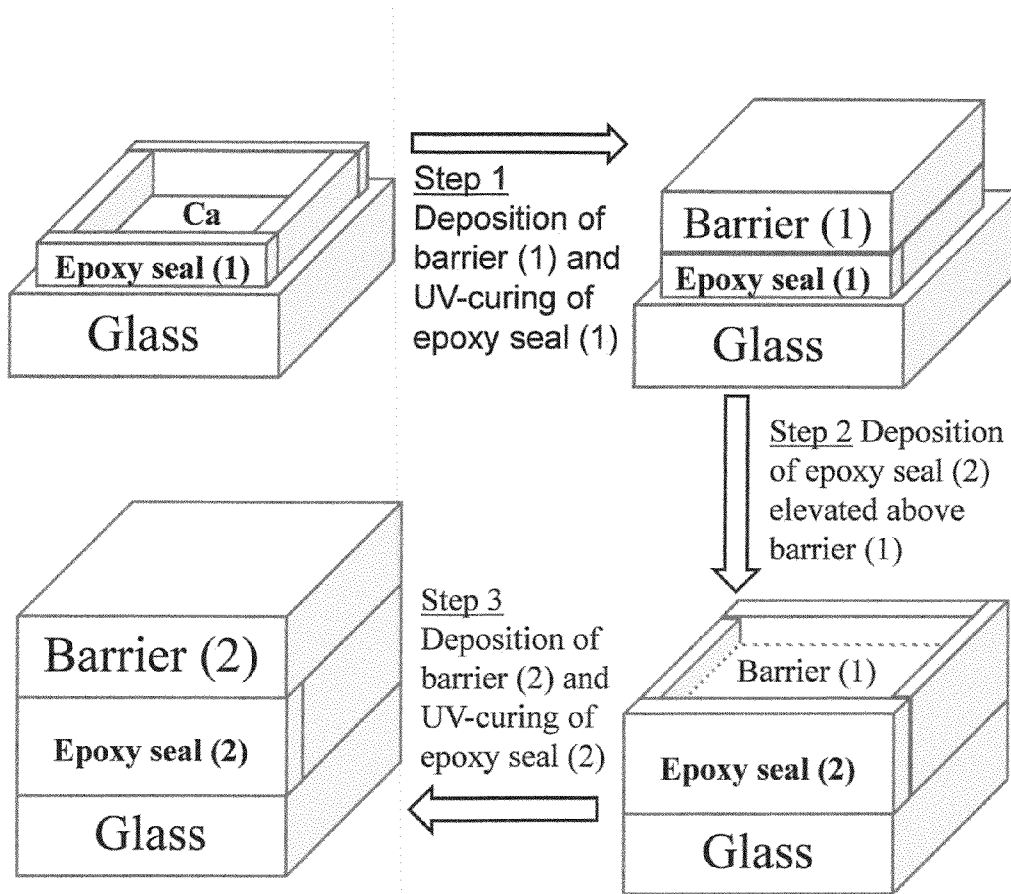 Ca
Epoxy seal (1)
Glass
Step 1
Deposition of
barrier (1) and
UV-curing of
epoxy seal (1)
Barrier (1)
Epoxy seal (1)
Glass
Step 2 Deposition
of epoxy seal (2)
elevated above
barrier (1)
Barrier (1)
Epoxy seal (2)
Glass
Step 3
Deposition of
barrier (2) and
UV-curing of
epoxy seal (2)
Barrier (2)
Epoxy seal (2)
Glass